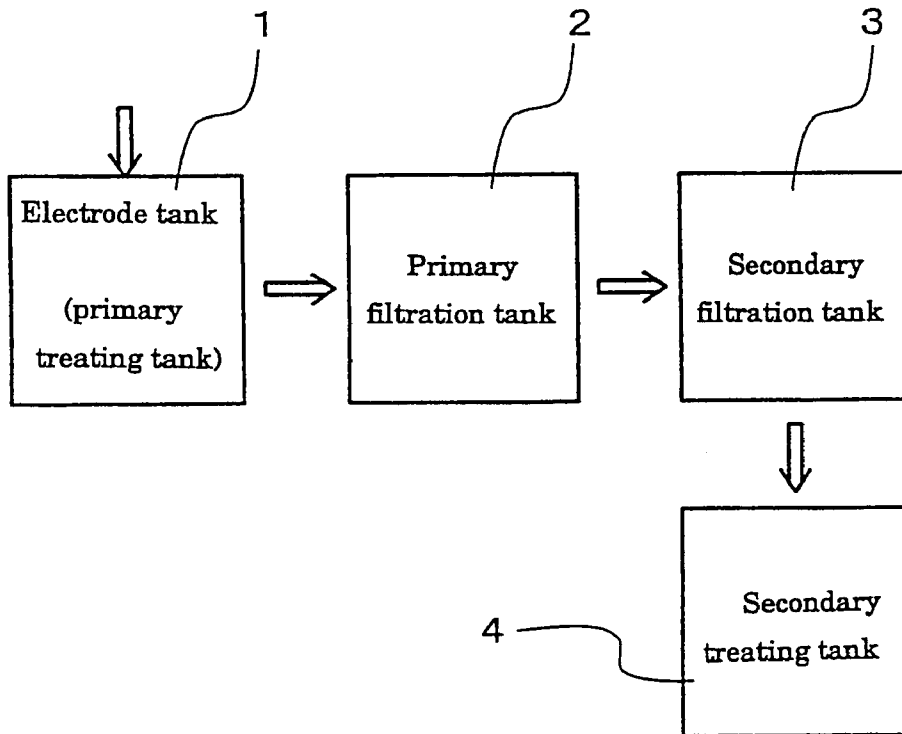 1
2
3
Electrode tank
(primary
treating tank)
Primary
filtration tank
Secondary
filtration tank
4
Secondary
treating tank